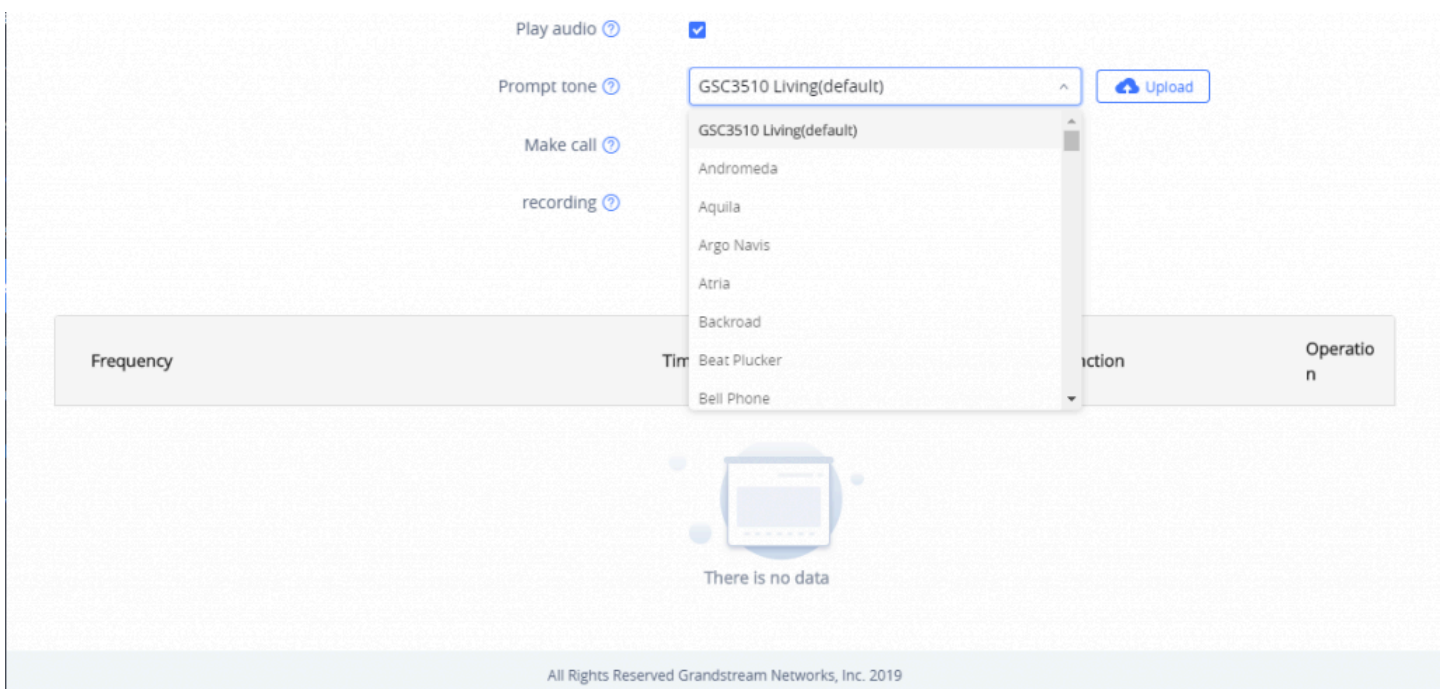 Play audio
Prompt tone
GSC3510 Living(default)
Upload
GSC3510 Living(default)
Make call
Andromeda
recording
Aquila
Argo Navis
Atria
Backroad
Frequency
Tim
Beat Plucker
nction
Operatio
n
Bell Phone
There is no data
All Rights Reserved Grandstream Networks, Inc. 2019